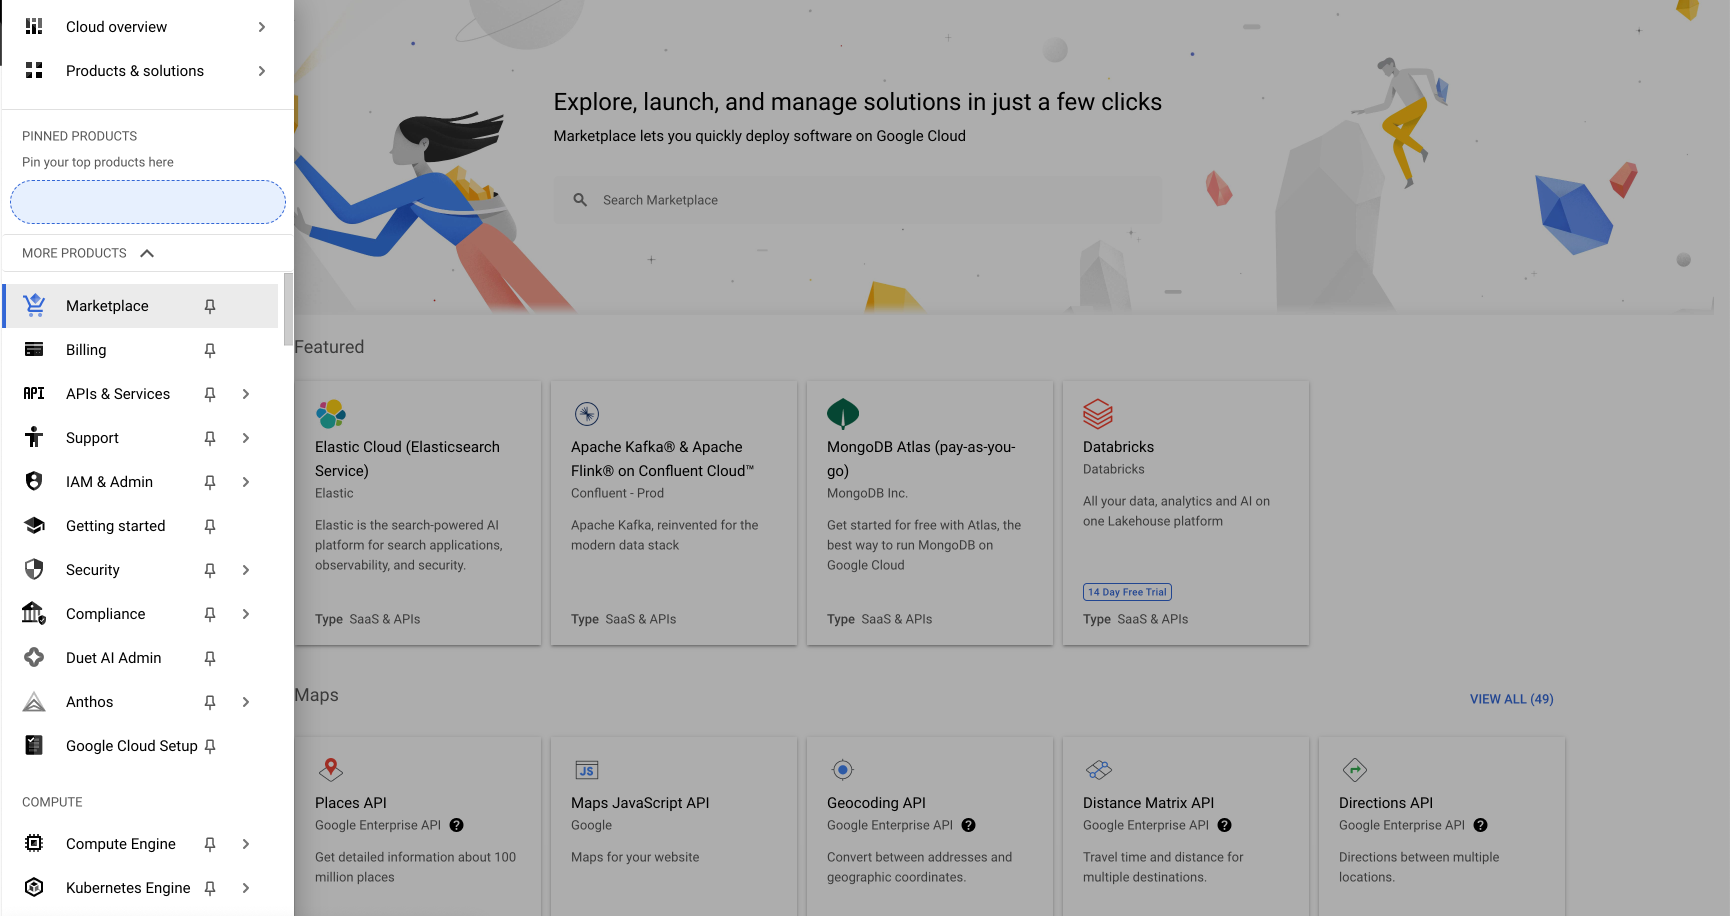 Cloud overview
Products & solutions
PINNED PRODUCTS
Pin your top products here
MORE PRODUCTS
Marketplace
Billing
API APIs & Services
Support
IAM & Admin
Getting started
Security
Compliance
Duet AI Admin
Anthos
Google Cloud Setup
COMPUTE
Compute Engine
Kubernetes Engine
Explore, launch, and manage solutions in just a few clicks
Marketplace lets you quickly deploy software on Google Cloud
Search Marketplace
Featured
Elastic Cloud (Elasticsearch
Service)
Elastic
Elastic is the search-powered AI
platform for search applications,
observability, and security.
Type SaaS & APIs
Apache Kafka® & Apache
Flink® on Confluent Cloud™
Confluent - Prod
Apache Kafka, reinvented for the
modern data stack
Type SaaS & APIs
MongoDB Atlas (pay-as-you-
go)
MongoDB Inc.
Get started for free with Atlas, the
best way to run MongoDB on
Google Cloud
Type SaaS & APIs
Databricks
Databricks
All your data, analytics and AI on
one Lakehouse platform
14 Day Free Trial
Type SaaS & APIs
Maps
VIEW ALL (49)
Places API
Google Enterprise API ?
Get detailed information about 100
million places
JS
Maps JavaScript API
Google
Maps for your website
Geocoding API
Google Enterprise API ?
Convert between addresses and
geographic coordinates.
Distance Matrix API
Google Enterprise API ?
Travel time and distance for
multiple destinations.
Directions API
Google Enterprise API ?
Directions between multiple
locations.